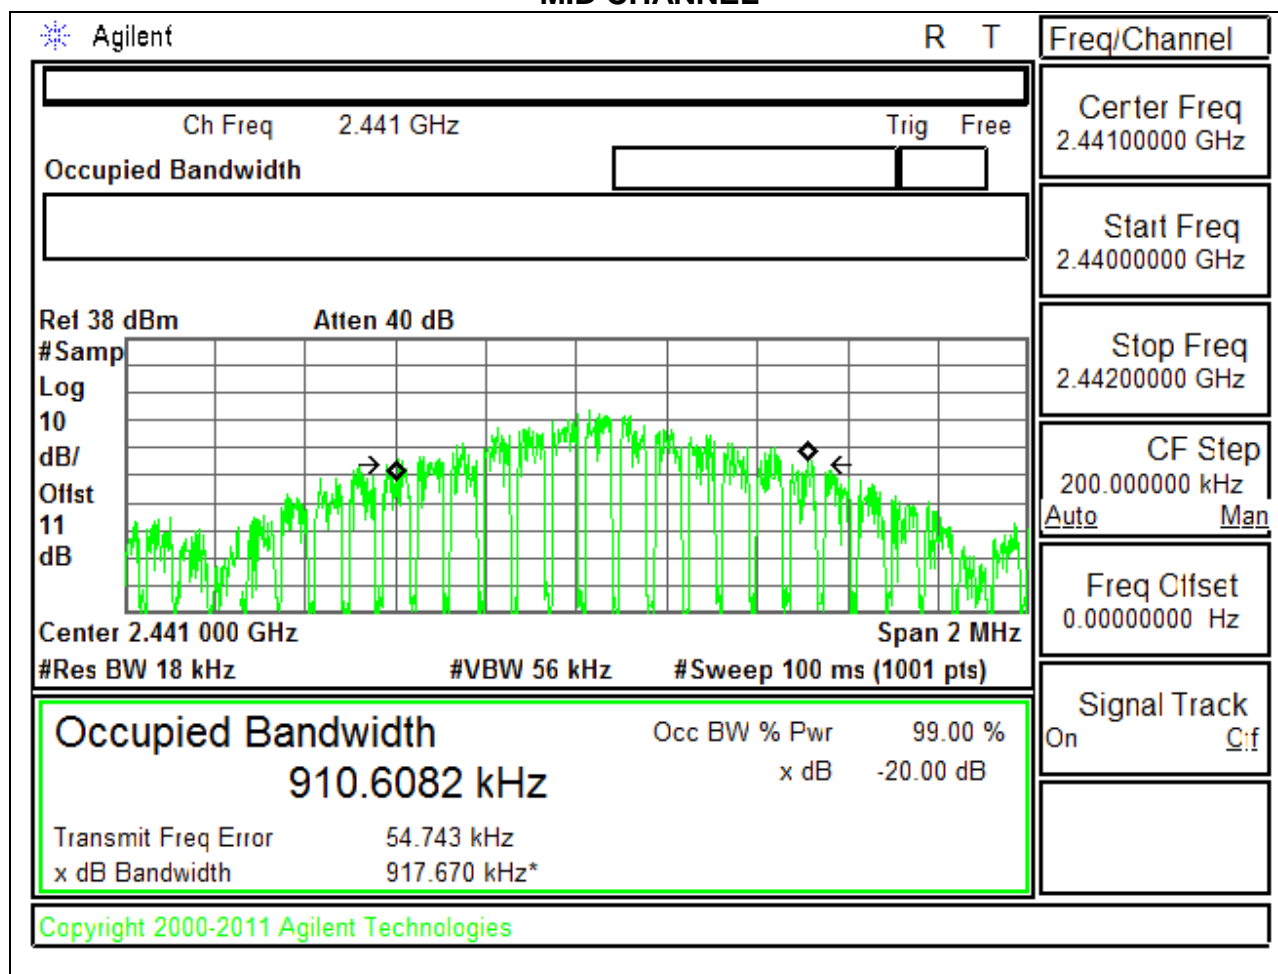 MID CHANNEL
Agilent R T Freq/Channel
Ch Freq 2.441 GHz Trig Free
Occupied Bandwidth
Center Freq
2.44100000 GHz
Start Freq
2.44000000 GHz
Stop Freq
2.44200000 GHz
CF Step
200.000000 kHz
Auto Man
Freq Offset
0.00000000 Hz
Signal Track
On Off
Ref 38 dBm Atten 40 dB
#Samp
Log
10
dB/
Offst
11
dB
Center 2.441 000 GHz Span 2 MHz
#Res BW 18 kHz #VBW 56 kHz #Sweep 100 ms (1001 pts)
Occupied Bandwidth Occ BW % Pwr 99.00 %
910.6082 kHz x dB -20.00 dB
Transmit Freq Error 54.743 kHz
x dB Bandwidth 917.670 kHz*
Copyright 2000-2011 Agilent Technologies